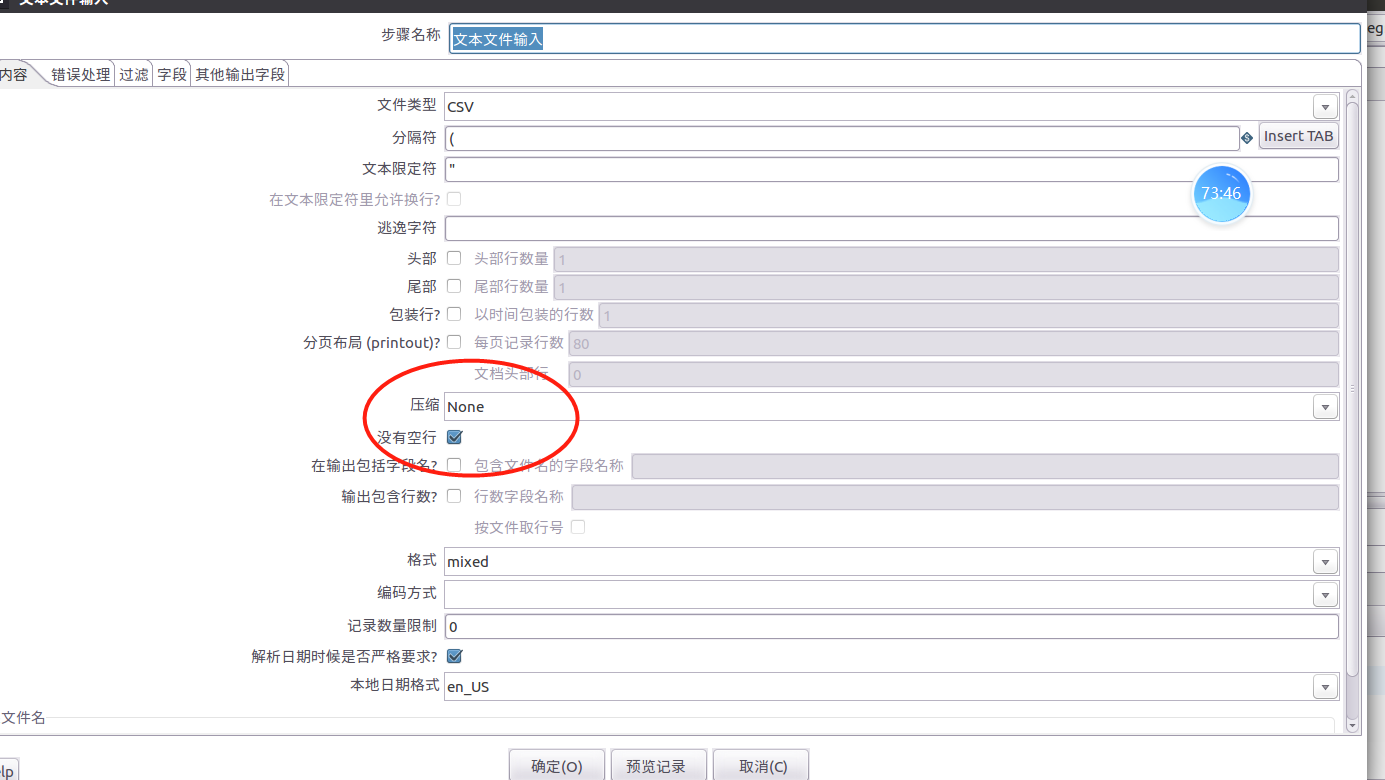 文本文件输入
步骤名称 文本文件输入
内容 错误处理 过滤 字段 其他输出字段
文件类型 CSV
分隔符 ( Insert TAB
文本限定符 "
在文本限定符里允许换行?
73:46
逃逸字符
头部 头部行数量 1
尾部 尾部行数量 1
包装行? 以时间包装的行数 1
分页布局 (printout)? 每页记录行数 80
文档头部行 0
压缩 None
没有空行
在输出包括字段名? 包含文件名的字段名称
输出包含行数? 行数字段名称
按文件取行号
格式 mixed
编码方式
记录数量限制 0
解析日期时候是否严格要求?
本地日期格式 en_US
文件名
确定(O) 预览记录 取消(C)
elp
eg